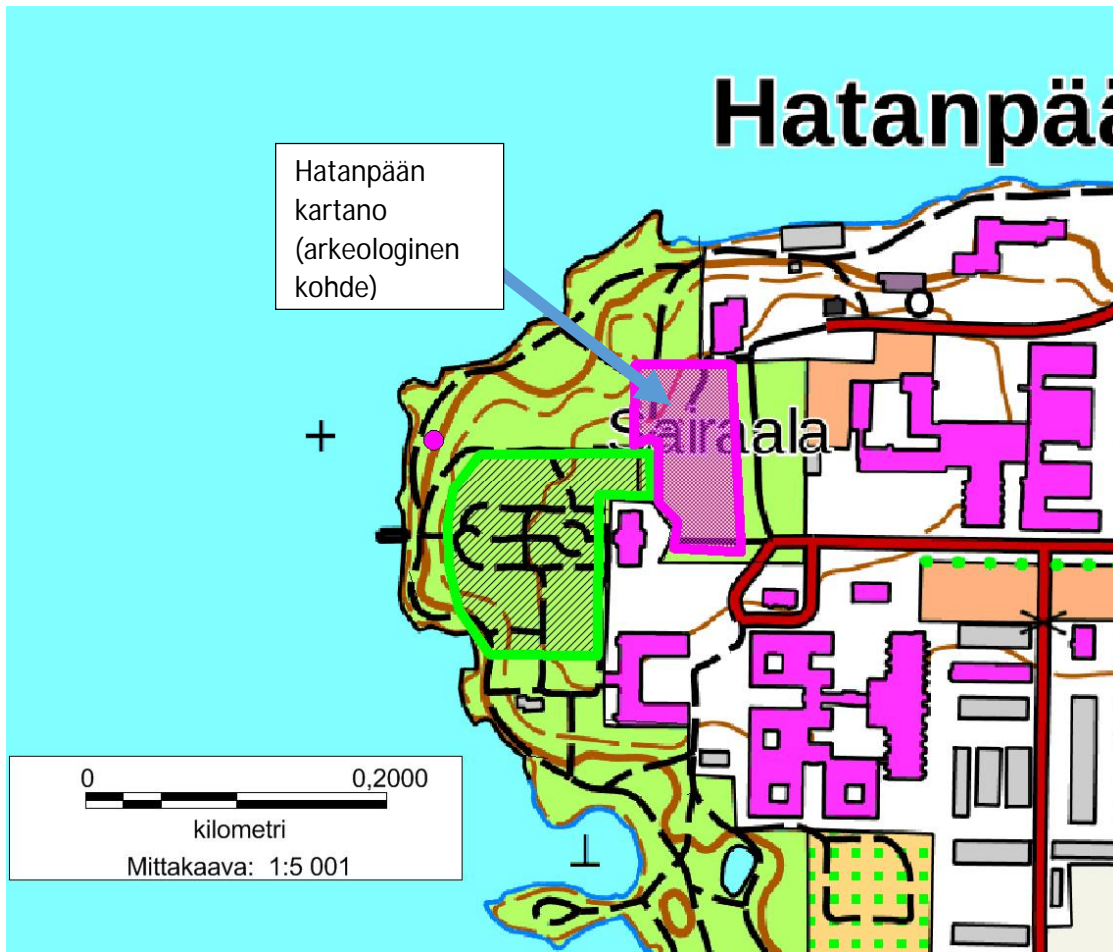 Hatanpää
Hatanpään
kartano
(arkeologinen
kohde)
Sairaala
0 0,2000
kilometri
Mittakaava: 1:5 001